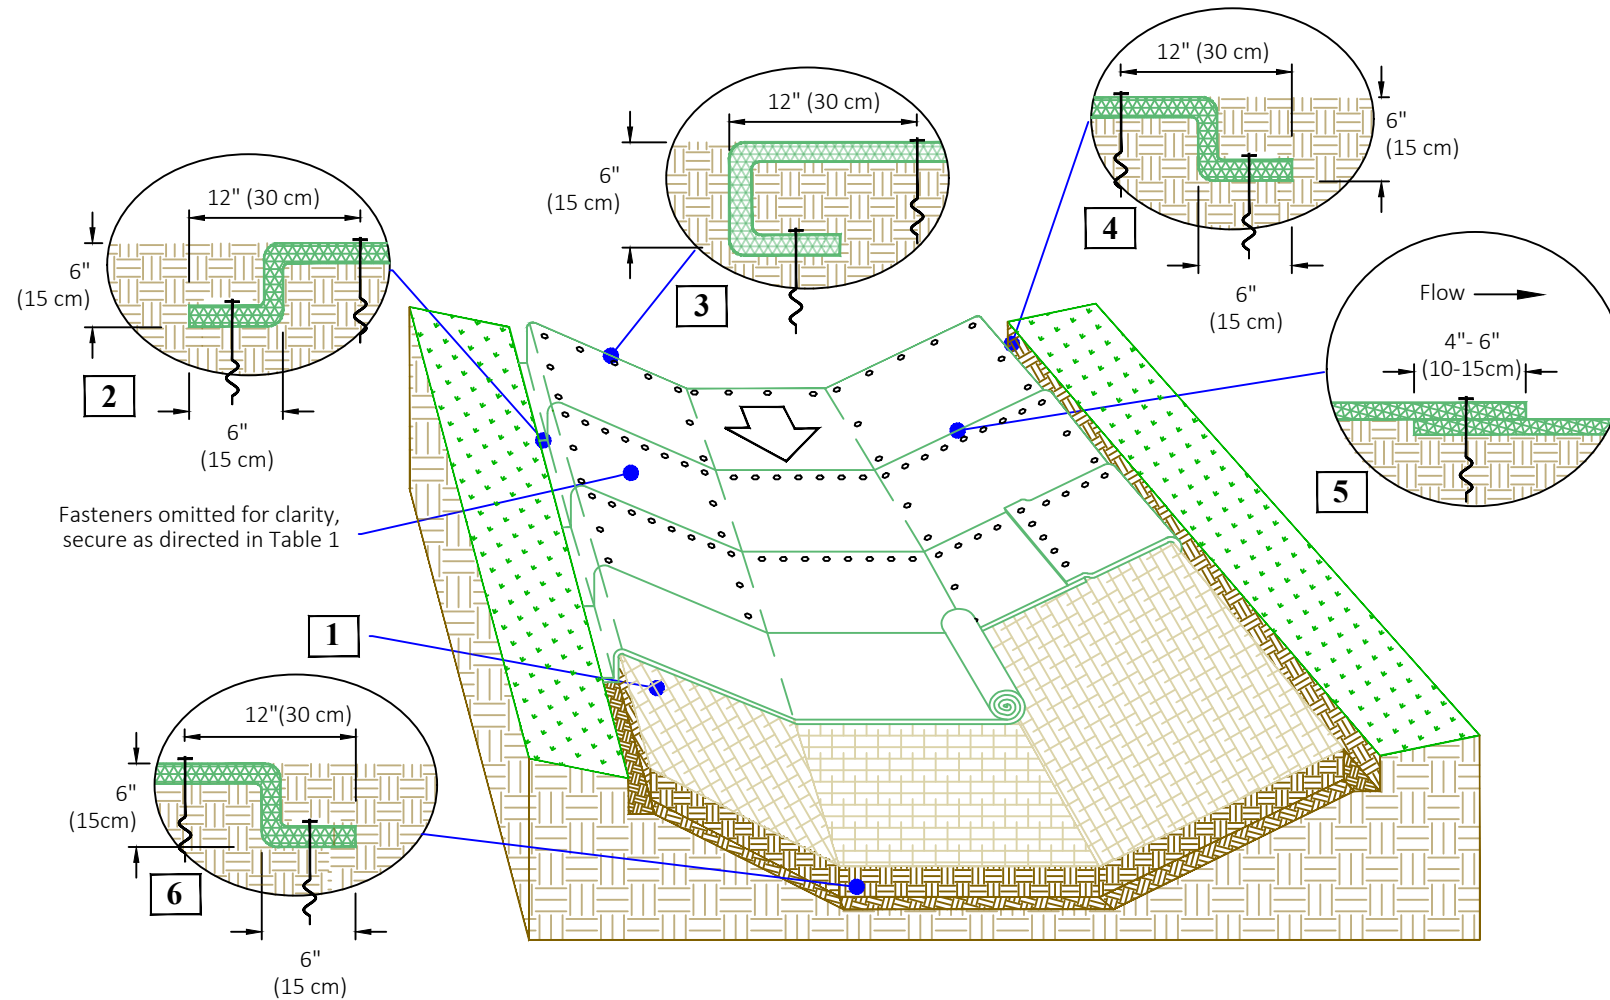 12" (30 cm)
6"
(15 cm)
2
6"
(15 cm)
12" (30 cm)
6"
(15 cm)
3
12" (30 cm)
6"
(15 cm)
4
6"
(15 cm)
Flow
4"- 6"
(10-15cm)
5
Fasteners omitted for clarity,
secure as directed in Table 1
1
12"(30 cm)
6"
(15cm)
6
6"
(15 cm)